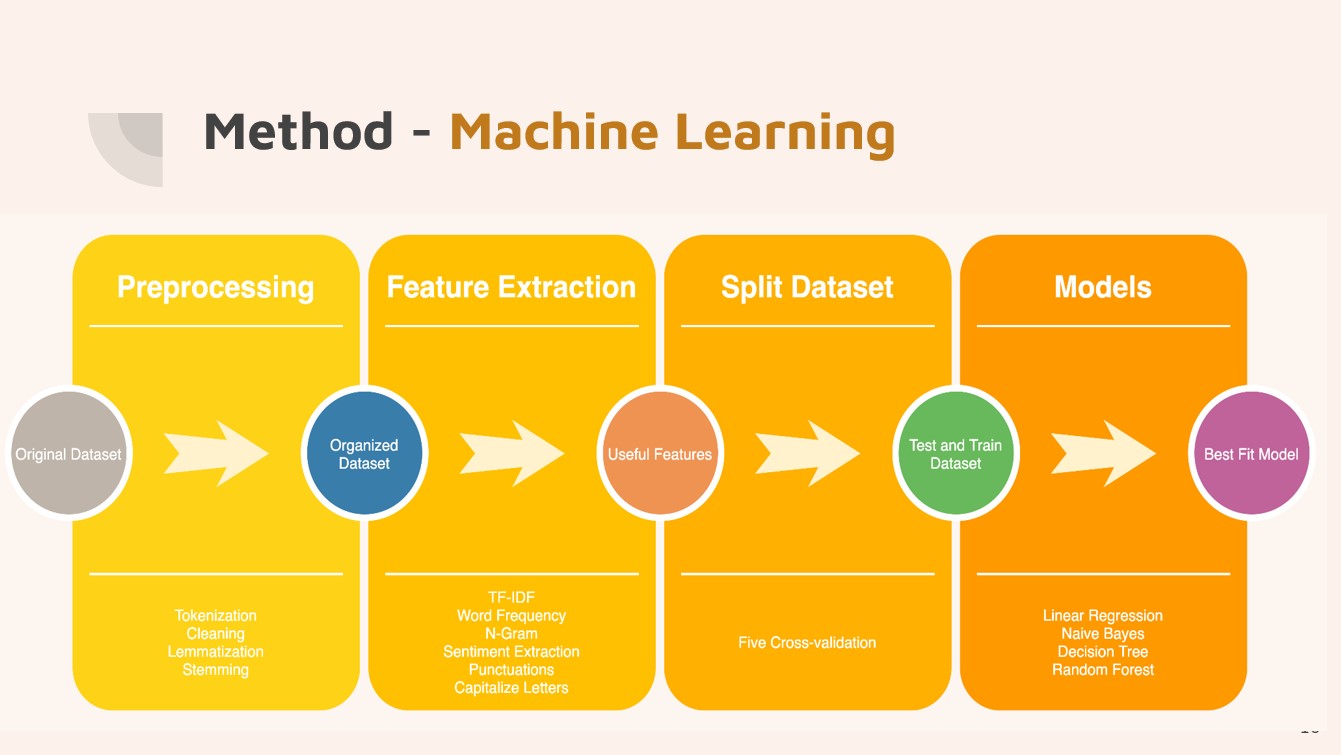 Method - Machine Learning
Preprocessing
Feature Extraction
Split Dataset
Models
Original Dataset
Organized
Dataset
Useful Features
Test and Train
Dataset
Best Fit Model
Tokenization
Cleaning
Lemmatization
Stemming
TF-IDF
Word Frequency
N-Gram
Sentiment Extraction
Punctuations
Capitalize Letters
Five Cross-validation
Linear Regression
Naive Bayes
Decision Tree
Random Forest